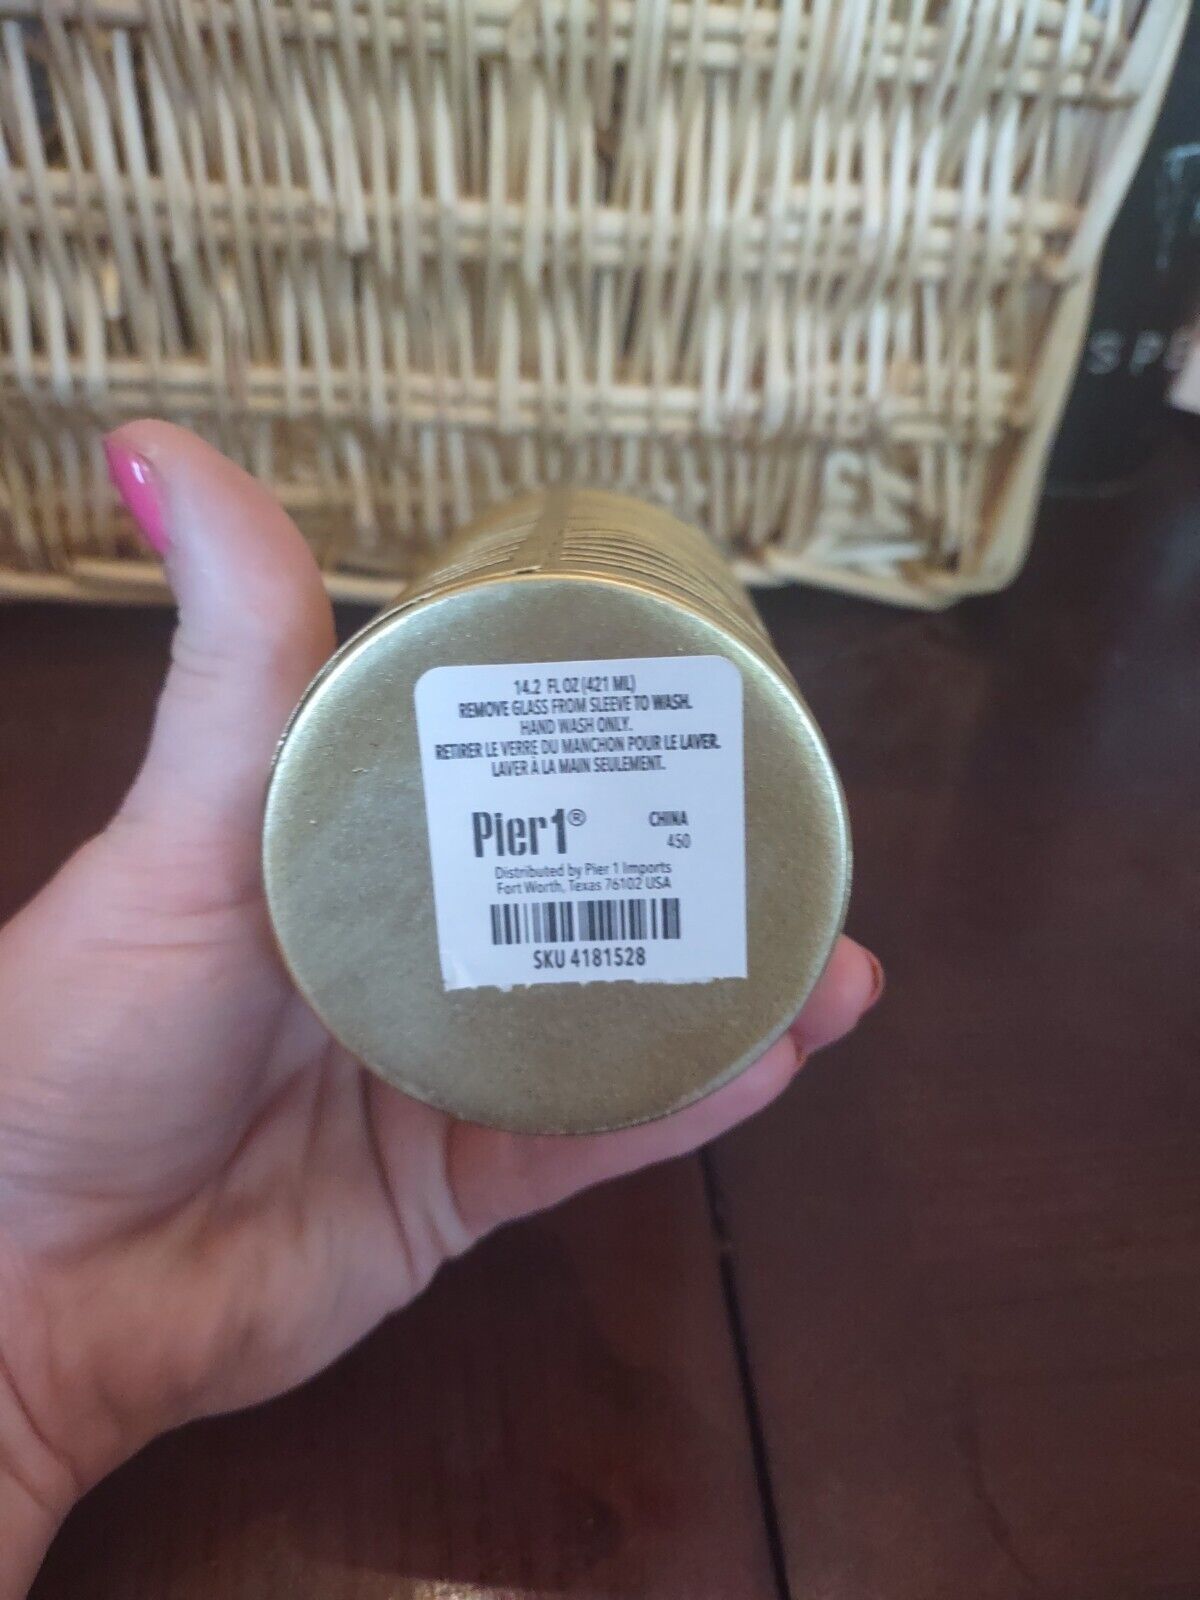 14.2 FL OZ (421 ML)
REMOVE GLASS FROM SLEEVE TO WASH.
HAND WASH ONLY.
RETIRER LE VERRE DU MANCHON POUR LE LAVER.
LAVER À LA MAIN SEULEMENT.
Pier1® CHINA
450
Distributed by Pier 1 Imports
Fort Worth, Texas 76102 USA
SKU 4181528